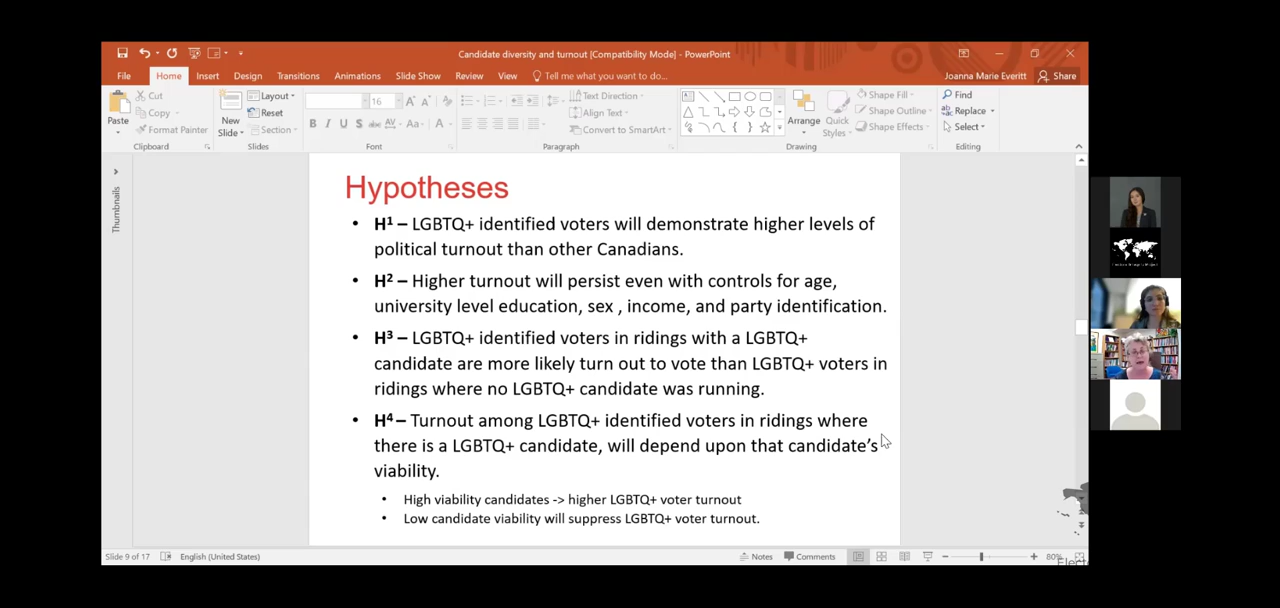 Candidate diversity and turnout [Compatibility Mode] - PowerPoint
File Home Insert Design Transitions Animations Slide Show Review View Tell me what you want to do... Joanna Marie Everitt Share
Cut Layout 16 Text Direction Shape Fill Find
Copy Reset Align Text Shape Outline Replace
Paste Format Painter New Slide Section B I U S abc AV Aa A Convert to SmartArt Arrange Quick Styles Shape Effects Select
Clipboard Slides Font Paragraph Drawing Editing
Thumbnails
Hypotheses
• H1 – LGBTQ+ identified voters will demonstrate higher levels of
political turnout than other Canadians.
• H2 – Higher turnout will persist even with controls for age,
university level education, sex , income, and party identification.
• H3 – LGBTQ+ identified voters in ridings with a LGBTQ+
candidate are more likely turn out to vote than LGBTQ+ voters in
ridings where no LGBTQ+ candidate was running.
• H4 – Turnout among LGBTQ+ identified voters in ridings where
there is a LGBTQ+ candidate, will depend upon that candidate's
viability.
• High viability candidates -> higher LGBTQ+ voter turnout
• Low candidate viability will suppress LGBTQ+ voter turnout.
Slide 9 of 17 English (United States) Notes Comments 80%